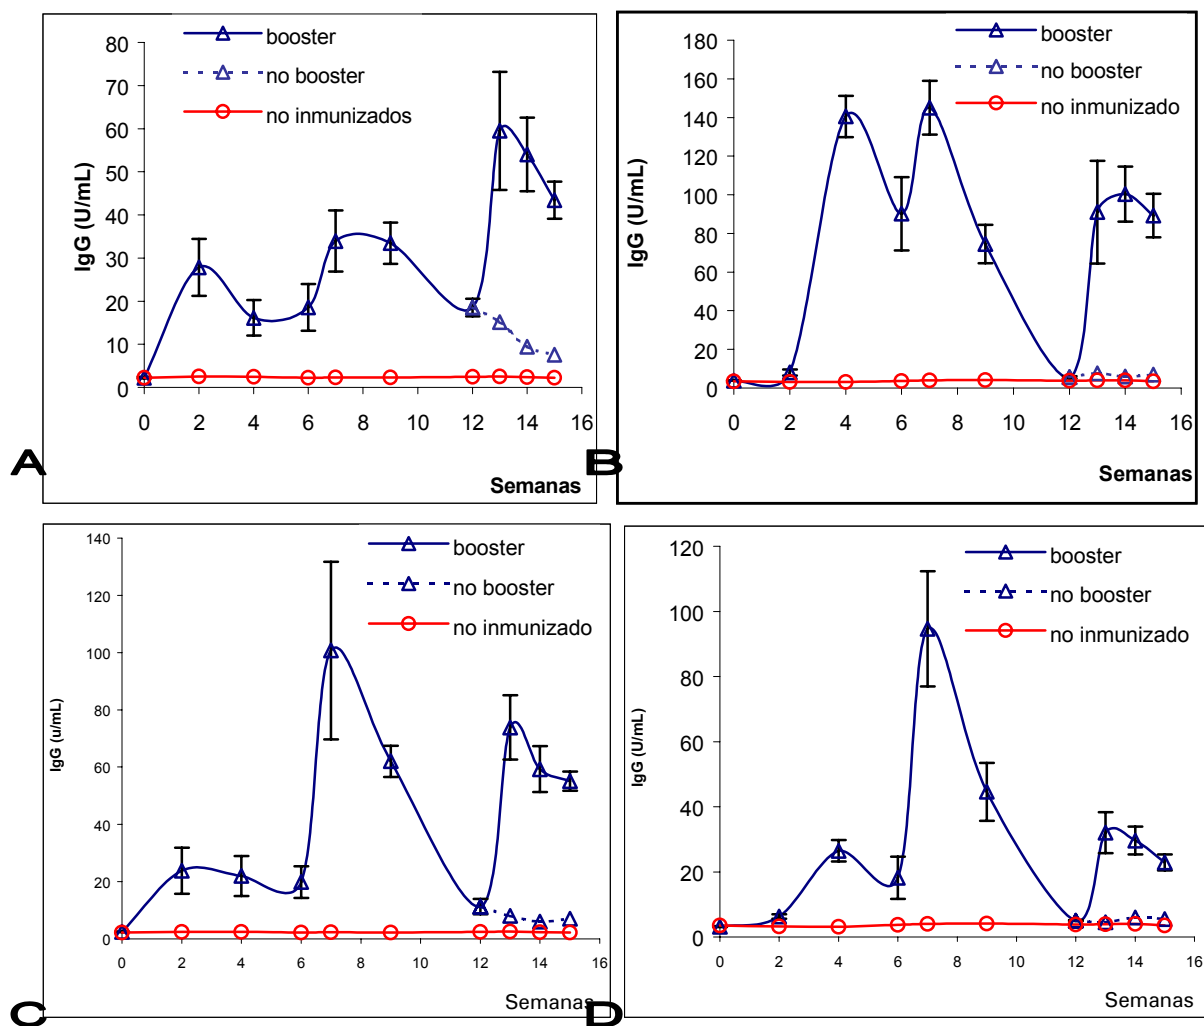 booster
no booster
no inmunizados
IgG (U/mL)
80
70
60
50
40
30
20
10
0
0 2 4 6 8 10 12 14 16
Semanas
A
booster
no booster
no inmunizado
IgG (U/mL)
180
160
140
120
100
80
60
40
20
0
0 2 4 6 8 10 12 14 16
Semanas
B
booster
no booster
no inmunizado
IgG (u/mL)
140
120
100
80
60
40
20
0
0 2 4 6 8 10 12 14 16
Semanas
C
booster
no booster
no inmunizado
IgG (U/mL)
120
100
80
60
40
20
0
0 2 4 6 8 10 12 14 16
Semanas
D